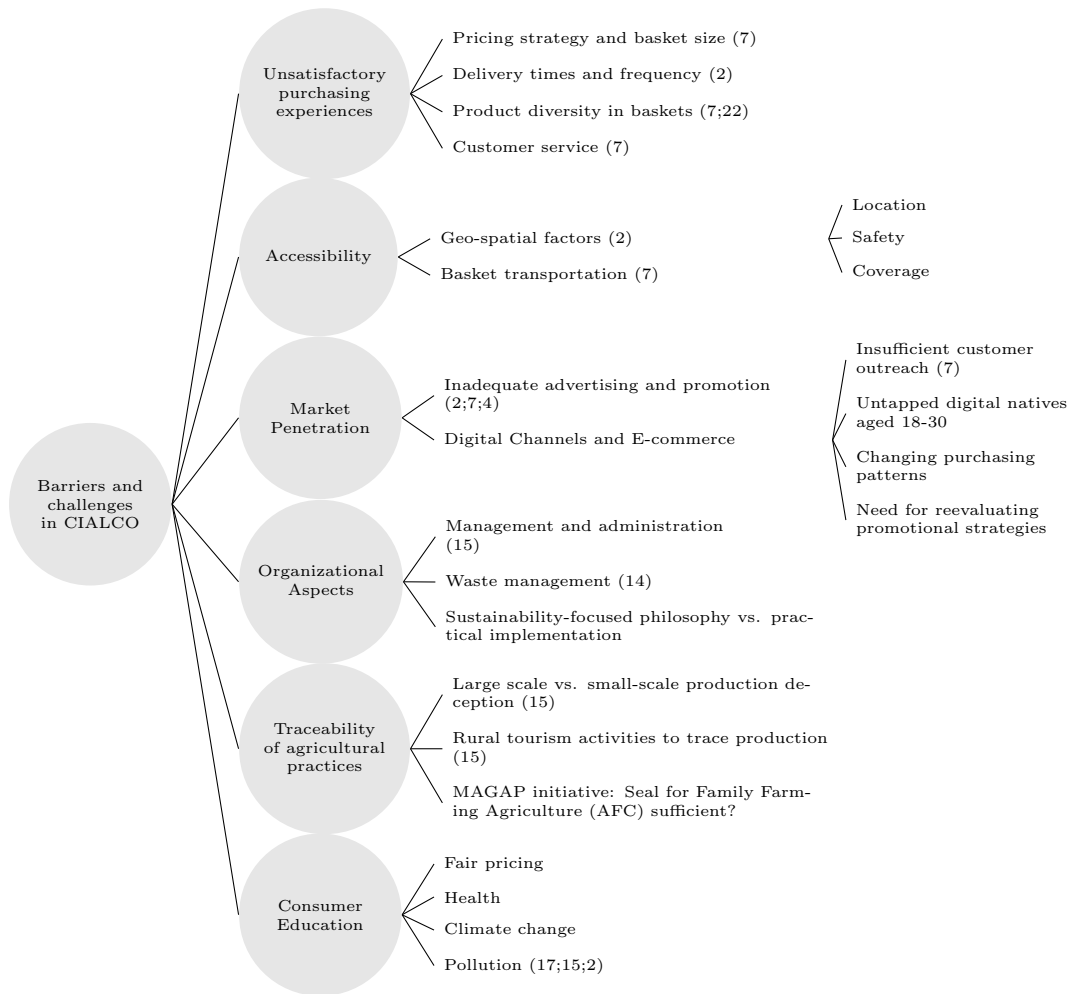 Barriers and
challenges
in CIALCO
Unsatisfactory
purchasing
experiences
Pricing strategy and basket size (7)
Delivery times and frequency (2)
Product diversity in baskets (7;22)
Customer service (7)
Accessibility
Geo-spatial factors (2)
Location
Safety
Coverage
Basket transportation (7)
Market
Penetration
Inadequate advertising and promotion
(2;7;4)
Digital Channels and E-commerce
Insufficient customer
outreach (7)
Untapped digital natives
aged 18-30
Changing purchasing
patterns
Need for reevaluating
promotional strategies
Organizational
Aspects
Management and administration
(15)
Waste management (14)
Sustainability-focused philosophy vs. prac-
tical implementation
Traceability
of agricultural
practices
Large scale vs. small-scale production de-
ception (15)
Rural tourism activities to trace production
(15)
MAGAP initiative: Seal for Family Farm-
ing Agriculture (AFC) sufficient?
Consumer
Education
Fair pricing
Health
Climate change
Pollution (17;15;2)